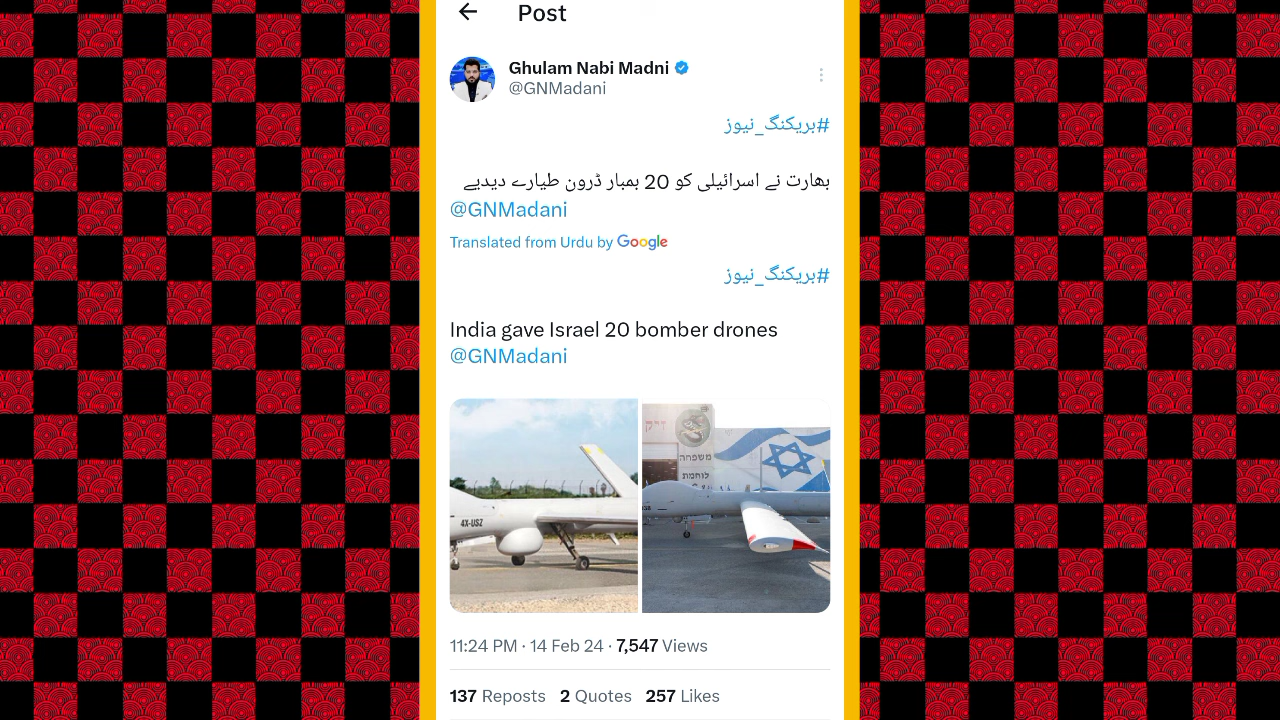 Post
Ghulam Nabi Madni
@GNMadani
#بریکنگ_نیوز
بھارت نے اسرائیلی کو 20 بمبار ڈرون طیارے دیدیے
@GNMadani
Translated from Urdu by Google
#بریکنگ_نیوز
India gave Israel 20 bomber drones
@GNMadani
4X-USZ
משפחה
לוחמת
11:24 PM · 14 Feb 24 · 7,547 Views
137 Reposts 2 Quotes 257 Likes